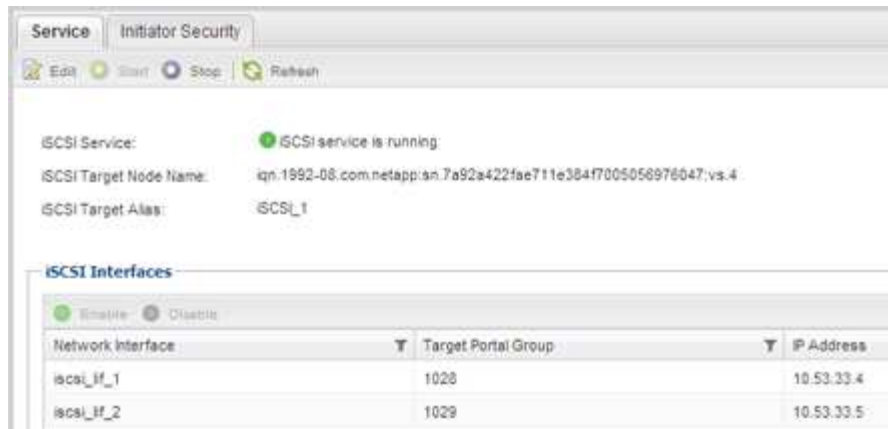 Service Initiator Security
Edit Start Stop Refresh
iSCSI Service: iSCSI service is running
iSCSI Target Node Name: iqn.1992-08.com.netapp:sn.7a92a422fae711e384f7005056976047:vs.4
iSCSI Target Alias: iSCSI_1
iSCSI Interfaces
Enable Disable
Network Interface Target Portal Group IP Address
iscsi_lif_1 1028 10.53.33.4
iscsi_lif_2 1029 10.53.33.5